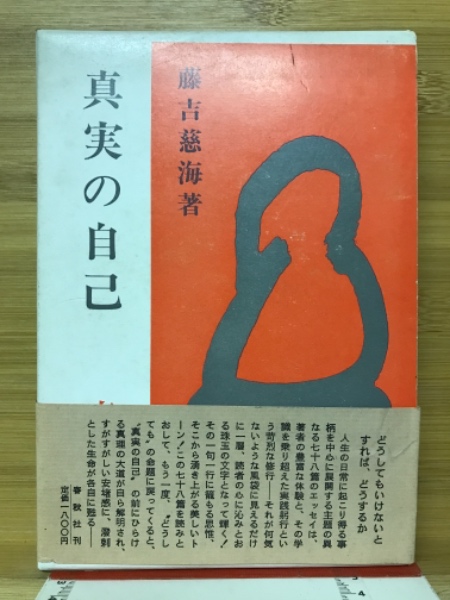 真実の自己
藤吉慈海著
どうしてもいけないと
すれば、どうするか
人生の日常に起こり得る事
柄を中心に展開する主題の具
なる七十八篇のエッセイは、
著者の豊富な体験と、その学
識を乗り超えた実践躬行とい
う苛烈な修行──それが何気
ないような風袋に見えるだけ
に一層、読者の心に沁みとお
る珠玉の文字となって輝く！
その一句一行に籠もる思惟、
そこから湧き上がる美しいト
ーン！この七十八篇を読みと
おして、もう一度、〝どうし
ても〟の命題に戻ってくると、
〝真実の自己〟の前にひらけ
る真理の大道が自ら解明され、
すがすがしい安堵感に、溌剌
とした生命が各自に甦る──
春秋社刊
定価一八〇〇円